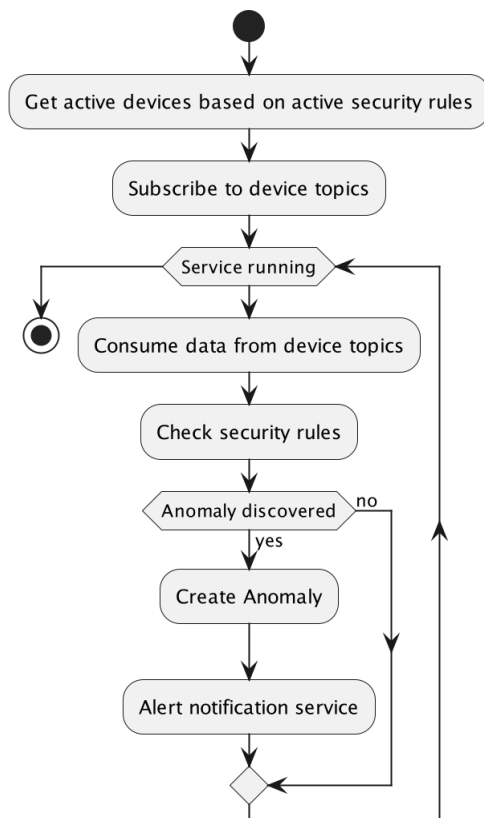 Get active devices based on active security rules
Subscribe to device topics
Service running
Consume data from device topics
Check security rules
Anomaly discovered
no
yes
Create Anomaly
Alert notification service